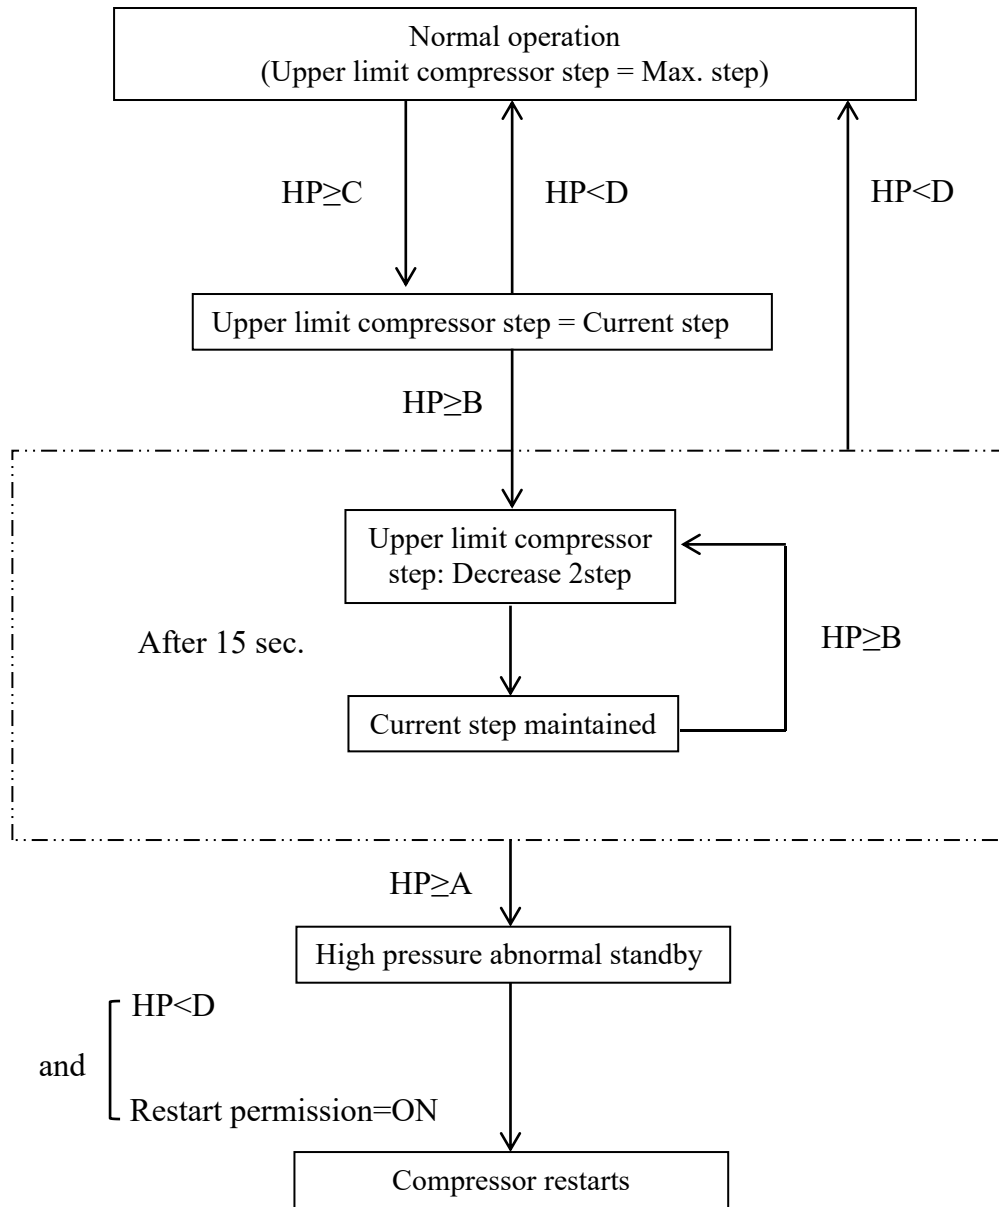 Normal operation
(Upper limit compressor step = Max. step)
HP≥C
HP<D
HP<D
Upper limit compressor step = Current step
HP≥B
Upper limit compressor
step: Decrease 2step
After 15 sec.
HP≥B
Current step maintained
HP≥A
High pressure abnormal standby
HP<D
and
Restart permission=ON
Compressor restarts